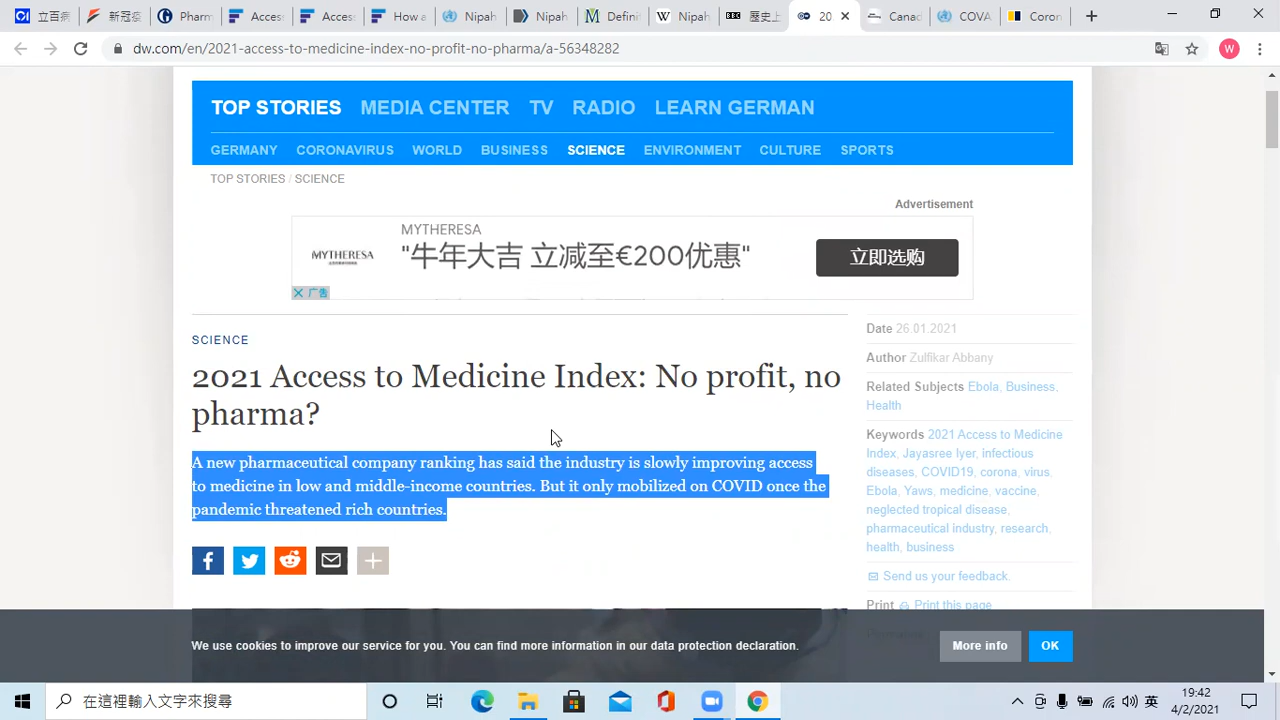 立百
新冠疫
Pharm
Access
Access
How a
Nipah
Nipah
Definit
Nipah
BBC
歷史上
20
Canad
COVA
Coron
dw.com/en/2021-access-to-medicine-index-no-profit-no-pharma/a-56348282
W
TOP STORIES MEDIA CENTER TV RADIO LEARN GERMAN
GERMANY CORONAVIRUS WORLD BUSINESS SCIENCE ENVIRONMENT CULTURE SPORTS
TOP STORIES / SCIENCE
Advertisement
MYTHERESA
MYTHERESA
"牛年大吉 立减至€200优惠"
立即选购
广告
SCIENCE
2021 Access to Medicine Index: No profit, no
pharma?
A new pharmaceutical company ranking has said the industry is slowly improving access
to medicine in low and middle-income countries. But it only mobilized on COVID once the
pandemic threatened rich countries.
Date 26.01.2021
Author Zulfikar Abbany
Related Subjects Ebola, Business,
Health
Keywords 2021 Access to Medicine
Index, Jayasree Iyer, infectious
diseases, COVID19, corona, virus,
Ebola, Yaws, medicine, vaccine,
neglected tropical disease,
pharmaceutical industry, research,
health, business
Send us your feedback.
Print Print this page
We use cookies to improve our service for you. You can find more information in our data protection declaration.
More info
OK
在這裡輸入文字來搜尋
英
19:42
4/2/2021